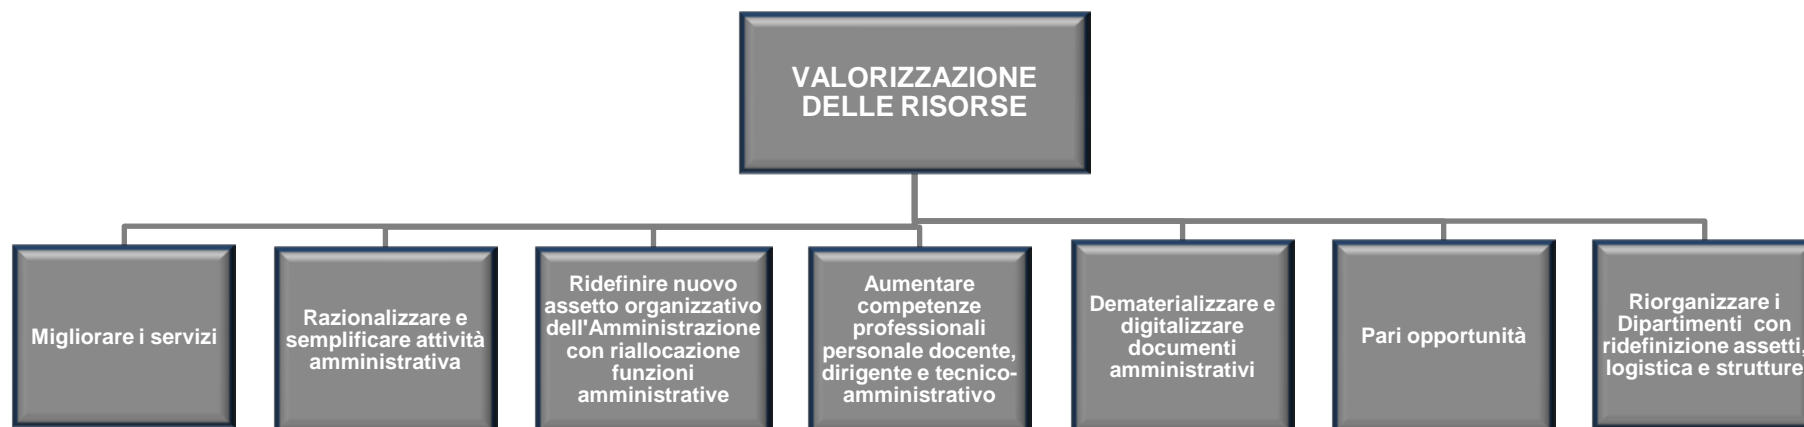 VALORIZZAZIONE
DELLE RISORSE
Migliorare i servizi
Razionalizzare e
semplificare attività
amministrativa
Ridefinire nuovo
assetto organizzativo
dell'Amministrazione
con riallocazione
funzioni
amministrative
Aumentare
competenze
professionali
personale docente,
dirigente e tecnico-
amministrativo
Dematerializzare e
digitalizzare
documenti
amministrativi
Pari opportunità
Riorganizzare i
Dipartimenti con
ridefinizione assetti,
logistica e strutture